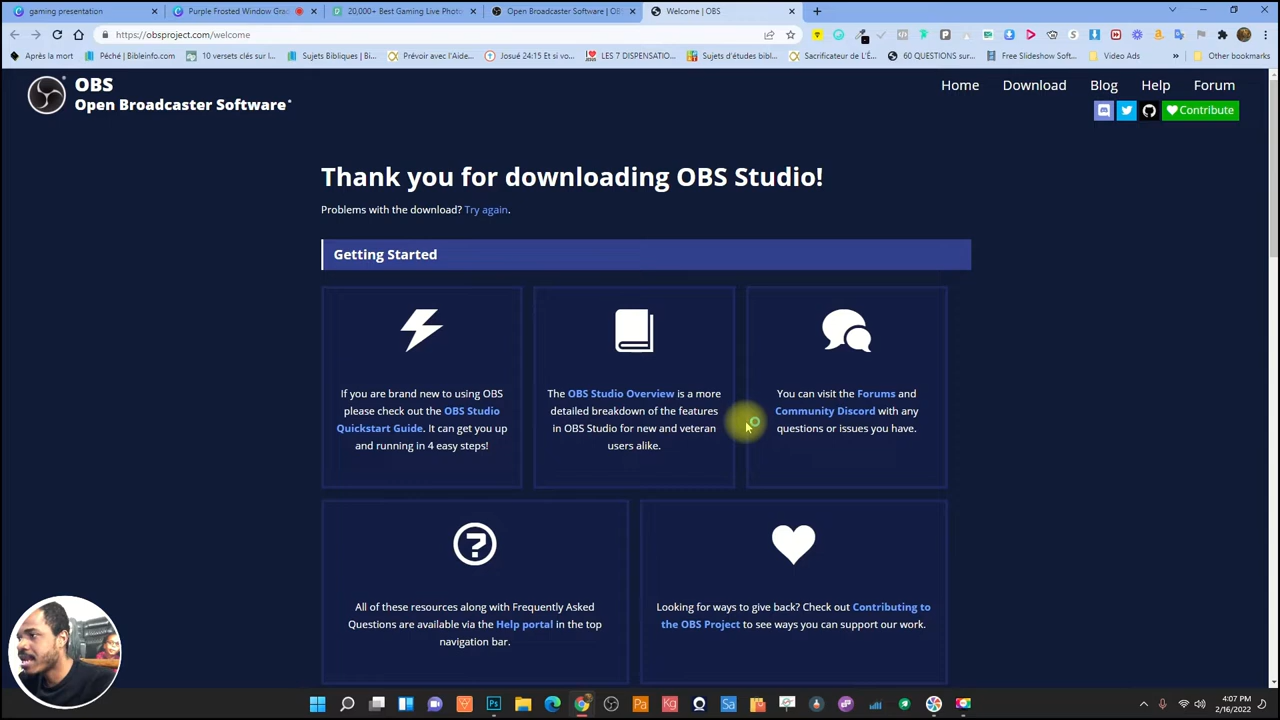 gaming presentation
Purple Frosted Window Grad
20,000+ Best Gaming Live Photo
Open Broadcaster Software | OB
Welcome | OBS
https://obsproject.com/welcome
Après la mort
Péché | Bibleinfo.com
10 versets clés sur l...
Sujets Bibliques | Bi...
Prévoir avec l'Aide...
Josué 24:15 Et si vo...
LES 7 DISPENSATIO...
Sujets d'études biblic...
Sacrificateur de L'É...
60 QUESTIONS sur...
Free Slideshow Soft...
Video Ads
»
Other bookmarks
OBS
Open Broadcaster Software
Home
Download
Blog
Help
Forum
Contribute
Thank you for downloading OBS Studio!
Problems with the download? Try again.
Getting Started
If you are brand new to using OBS
please check out the OBS Studio
Quickstart Guide. It can get you up
and running in 4 easy steps!
The OBS Studio Overview is a more
detailed breakdown of the features
in OBS Studio for new and veteran
users alike.
You can visit the Forums and
Community Discord with any
questions or issues you have.
All of these resources along with Frequently Asked
Questions are available via the Help portal in the top
navigation bar.
Looking for ways to give back? Check out Contributing to
the OBS Project to see ways you can support our work.
Ps
Pa
Kg
Sa
4:07 PM
2/16/2022